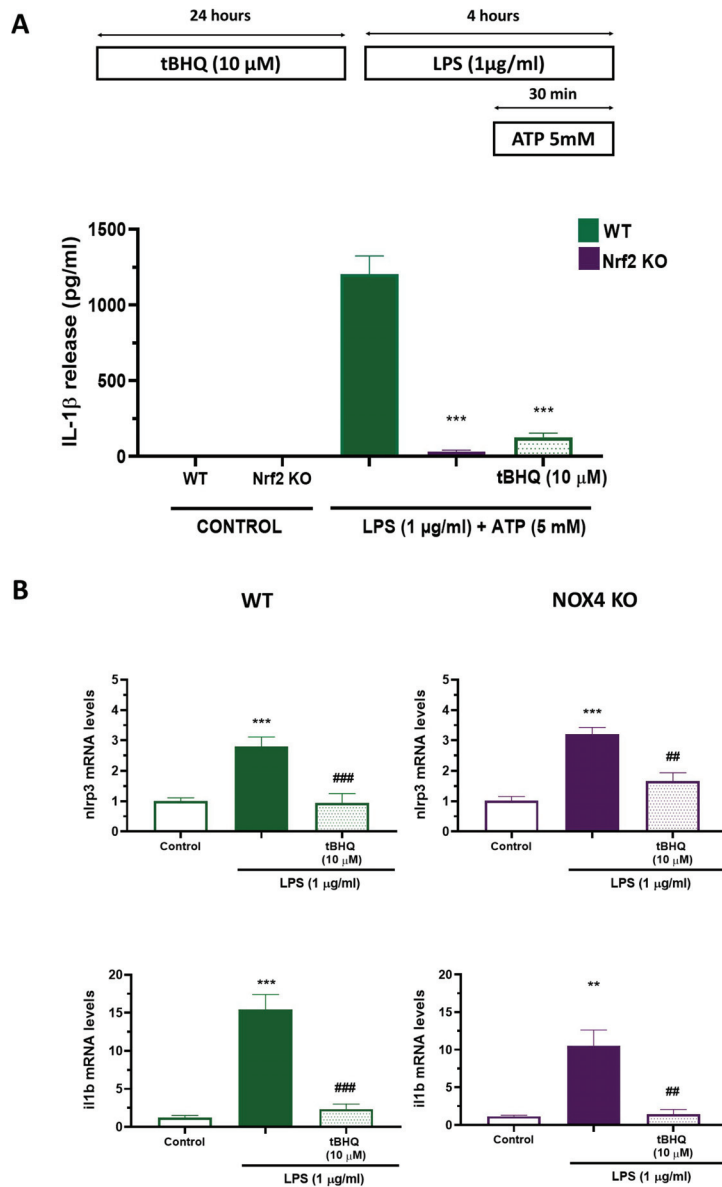 A
24 hours
4 hours
tBHQ (10 µM)
LPS (1µg/ml)
30 min
ATP 5mM
WT
Nrf2 KO
IL-1β release (pg/ml)
1500
1000
500
0
***
***
WT
Nrf2 KO
tBHQ (10 µM)
CONTROL
LPS (1 µg/ml) + ATP (5 mM)
B
WT
NOX4 KO
nlrp3 mRNA levels
5
4
3
2
1
0
***
###
Control
tBHQ
(10 µM)
LPS (1 µg/ml)
nlrp3 mRNA levels
5
4
3
2
1
0
***
##
Control
tBHQ
(10 µM)
LPS (1 µg/ml)
il1b mRNA levels
20
15
10
5
0
***
###
Control
tBHQ
(10 µM)
LPS (1 µg/ml)
il1b mRNA levels
20
15
10
5
0
**
##
Control
tBHQ
(10 µM)
LPS (1 µg/ml)